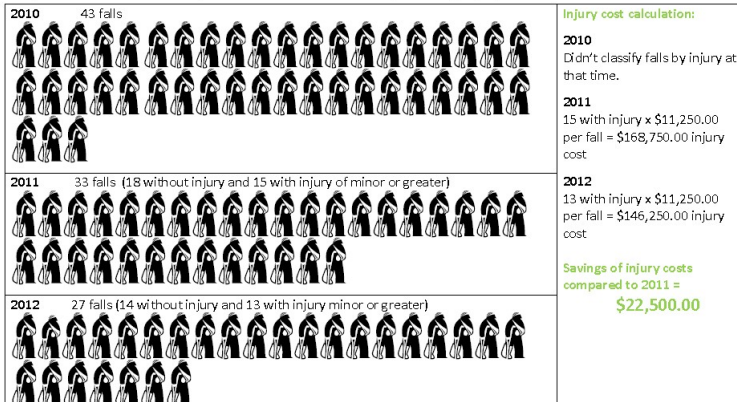 2010 43 falls
2011 33 falls (18 without injury and 15 with injury of minor or greater)
2012 27 falls (14 without injury and 13 with injury minor or greater)
Injury cost calculation:
2010
Didn't classify falls by injury at
that time.
2011
15 with injury x $11,250.00
per fall = $168,750.00 injury
cost
2012
13 with injury x $11,250.00
per fall = $146,250.00 injury
cost
Savings of injury costs
compared to 2011 =
$22,500.00